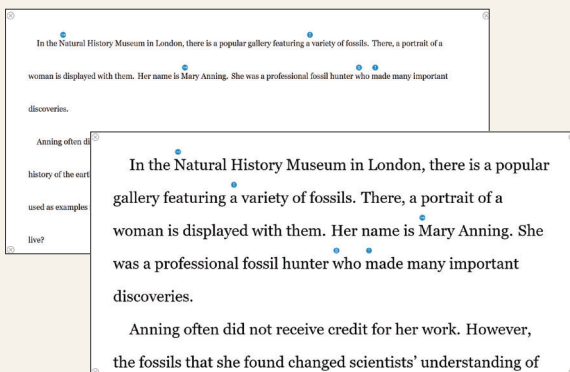 In the Natural History Museum in London, there is a popular gallery featuring a variety of fossils. There, a portrait of a
woman is displayed with them. Her name is Mary Anning. She was a professional fossil hunter who made many important
discoveries.
Anning often di
history of the eart
used as examples
live?
In the Natural History Museum in London, there is a popular
gallery featuring a variety of fossils. There, a portrait of a
woman is displayed with them. Her name is Mary Anning. She
was a professional fossil hunter who made many important
discoveries.
Anning often did not receive credit for her work. However,
the fossils that she found changed scientists’ understanding of